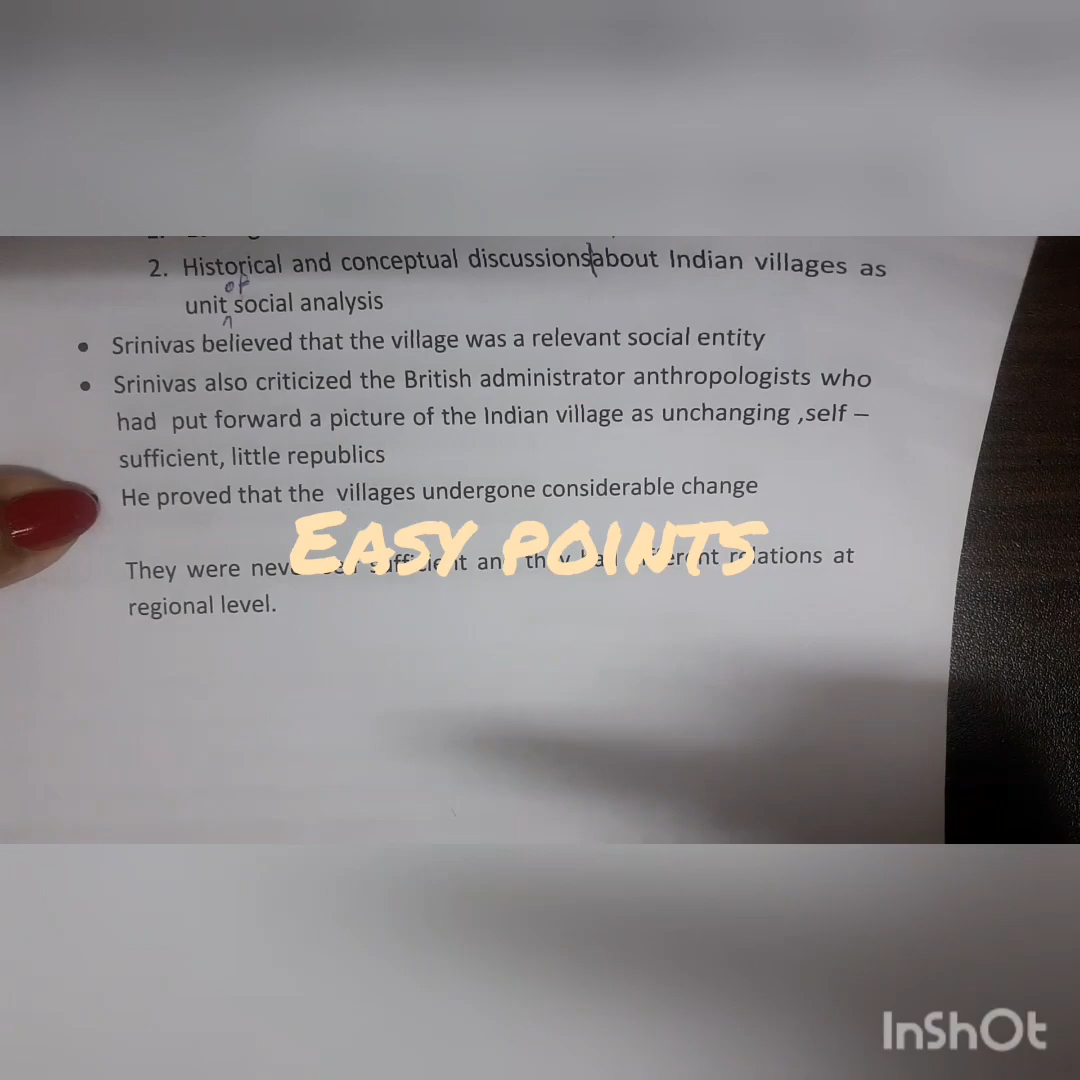 2. Historical and conceptual discussions about Indian villages as
of
unit social analysis
• Srinivas believed that the village was a relevant social entity
• Srinivas also criticized the British administrator anthropologists who
had put forward a picture of the Indian village as unchanging ,self –
sufficient, little republics
He proved that the villages undergone considerable change
EASY POINTS
They were sufficient and they relations at
regional level.
InShOt